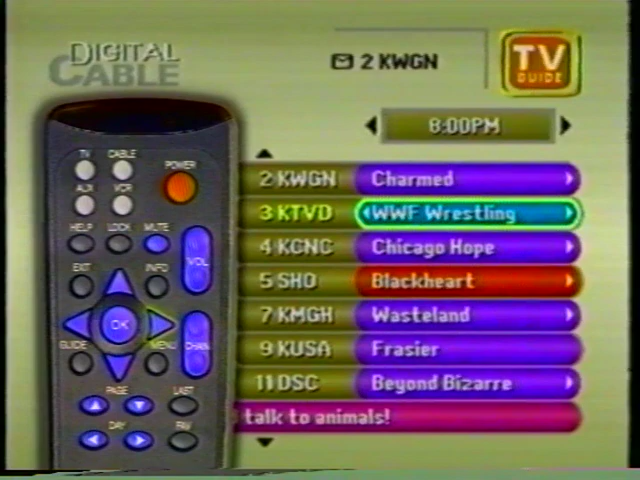 DIGITAL
CABLE
2 KWGN
TV
GUIDE
8:00PM
2 KWGN Charmed
3 KTVD WWF Wrestling
4 KCNC Chicago Hope
5 SHO Blackheart
7 KMGH Wasteland
9 KUSA Frasier
11 DSC Beyond Bizarre
talk to animals!
TV CABLE
POWER
AUX VCR
HELP LOCK MUTE
VOL
EXIT INFO
OK
GUIDE MENU CHAN
PAGE LAST
DAY FAV